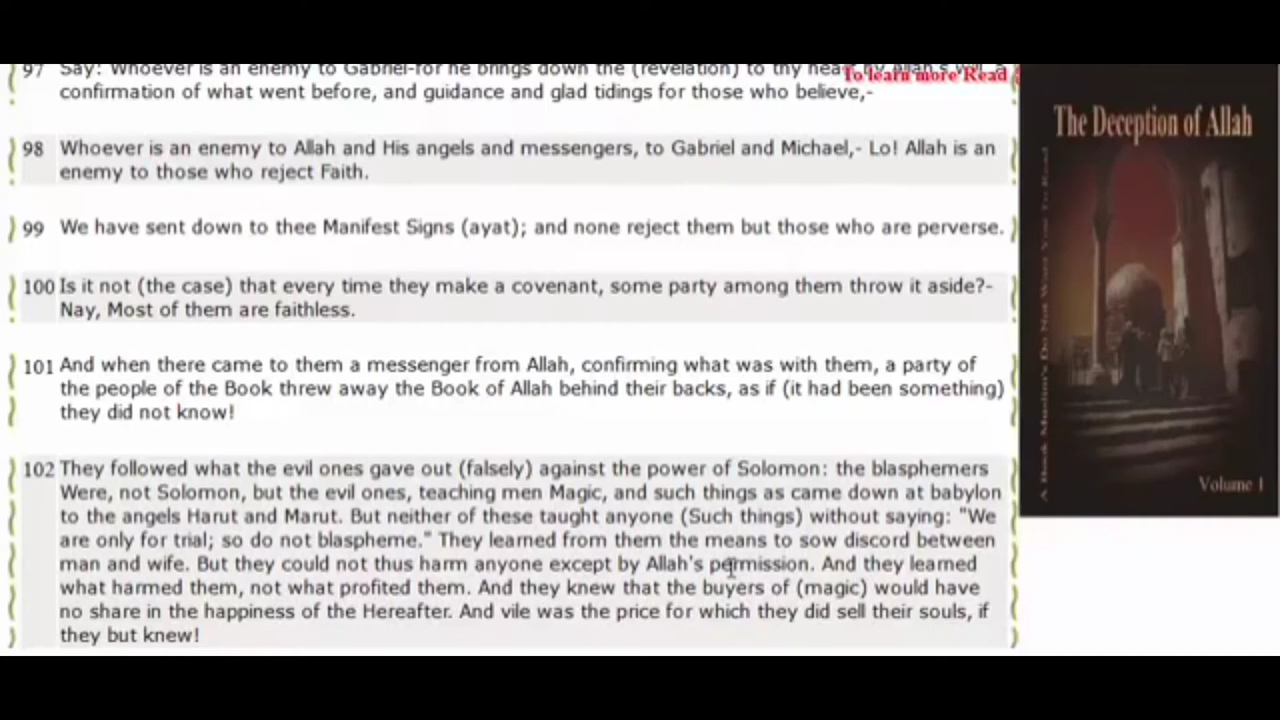 97 Say: Whoever is an enemy to Gabriel-for he brings down the (revelation) to thy
To learn more Read
confirmation of what went before, and guidance and glad tidings for those who believe,-
98 Whoever is an enemy to Allah and His angels and messengers, to Gabriel and Michael,- Lo! Allah is an
enemy to those who reject Faith.
99 We have sent down to thee Manifest Signs (ayat); and none reject them but those who are perverse.
100 Is it not (the case) that every time they make a covenant, some party among them throw it aside?-
Nay, Most of them are faithless.
101 And when there came to them a messenger from Allah, confirming what was with them, a party of
the people of the Book threw away the Book of Allah behind their backs, as if (it had been something)
they did not know!
102 They followed what the evil ones gave out (falsely) against the power of Solomon: the blasphemers
Were, not Solomon, but the evil ones, teaching men Magic, and such things as came down at babylon
to the angels Harut and Marut. But neither of these taught anyone (Such things) without saying: "We
are only for trial; so do not blaspheme." They learned from them the means to sow discord between
man and wife. But they could not thus harm anyone except by Allah's permission. And they learned
what harmed them, not what profited them. And they knew that the buyers of (magic) would have
no share in the happiness of the Hereafter. And vile was the price for which they did sell their souls, if
they but knew!
The Deception of Allah
A Book Muslim's Do Not Want You To Read
Volume 1